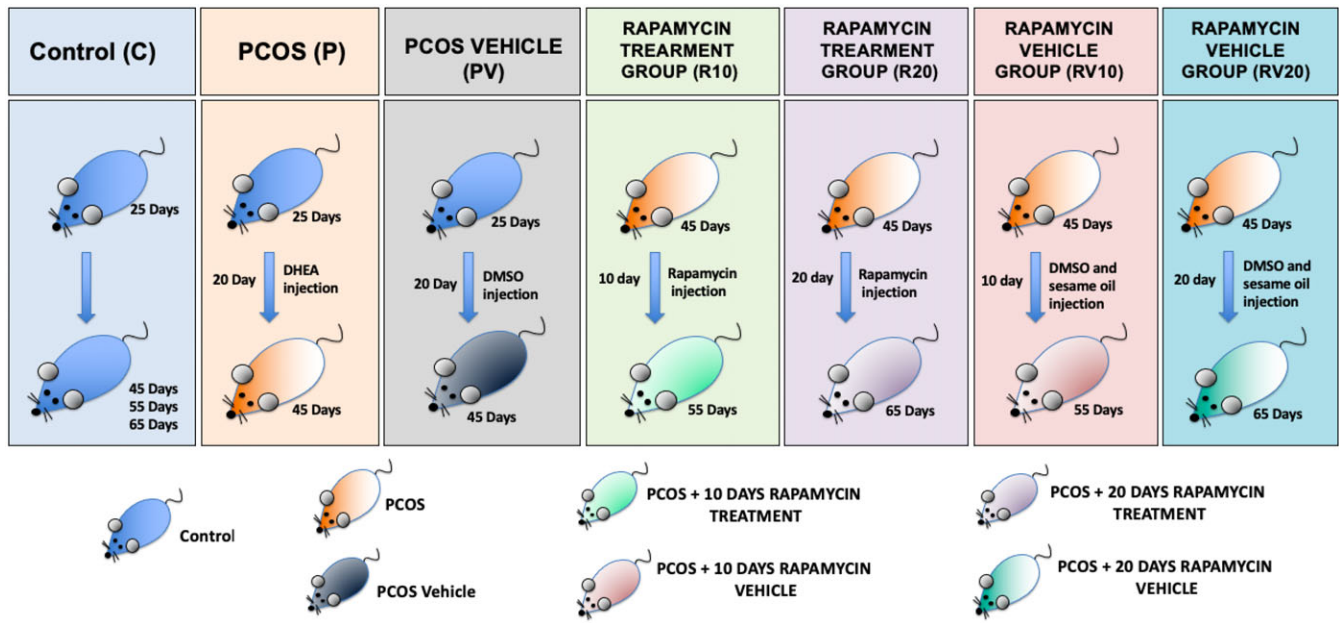 Control (C)
PCOS (P)
PCOS VEHICLE
(PV)
RAPAMYCIN
TREARMENT
GROUP (R10)
RAPAMYCIN
TREARMENT
GROUP (R20)
RAPAMYCIN
VEHICLE
GROUP (RV10)
RAPAMYCIN
VEHICLE
GROUP (RV20)
25 Days
45 Days
55 Days
65 Days
25 Days
20 Day
DHEA
injection
45 Days
25 Days
20 Day
DMSO
injection
45 Days
45 Days
10 day
Rapamycin
injection
55 Days
45 Days
20 day
Rapamycin
injection
65 Days
45 Days
10 day
DMSO and
sesame oil
injection
55 Days
45 Days
20 day
DMSO and
sesame oil
injection
65 Days
Control
PCOS
PCOS Vehicle
PCOS + 10 DAYS RAPAMYCIN
TREATMENT
PCOS + 10 DAYS RAPAMYCIN
VEHICLE
PCOS + 20 DAYS RAPAMYCIN
TREATMENT
PCOS + 20 DAYS RAPAMYCIN
VEHICLE